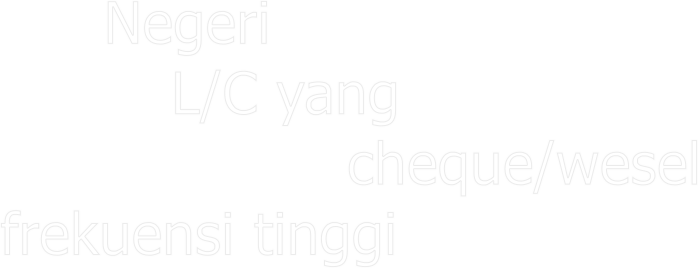 Negeri
L/C yang
cheque/wesel
frekuensi tinggi